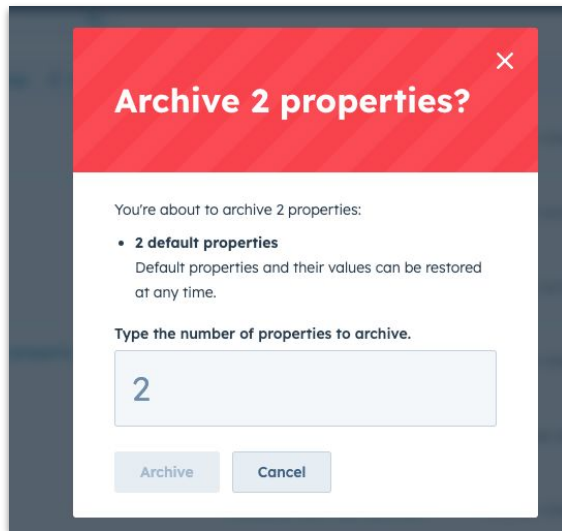 Archive 2 properties?
You're about to archive 2 properties:
• 2 default properties
Default properties and their values can be restored
at any time.
Type the number of properties to archive.
2
Archive
Cancel